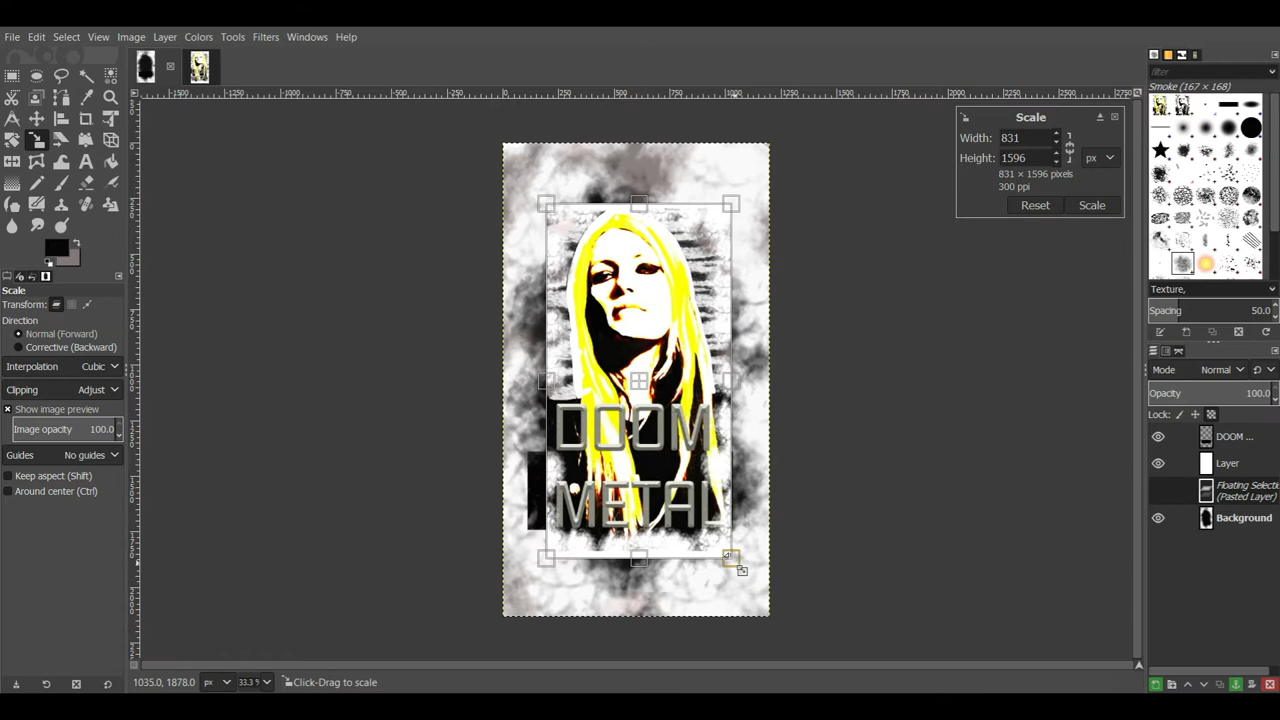 File Edit Select View Image Layer Colors Tools Filters Windows Help
filter
Smoke (167 × 168)
Scale
Width: 831
Height: 1596
px
831 × 1596 pixels
300 ppi
Reset Scale
Scale
Transform:
Direction
Normal (Forward)
Corrective (Backward)
Interpolation Cubic
Clipping Adjust
Show image preview
Image opacity 100.0
Guides No guides
Keep aspect (Shift)
Around center (Ctrl)
DOOM
METAL
Texture,
Spacing 50.0
Mode Normal
Opacity 100.0
Lock:
DOOM ...
Layer
Floating Selecti
(Pasted Layer)
Background
1035.0, 1878.0 px 33.3 % Click-Drag to scale